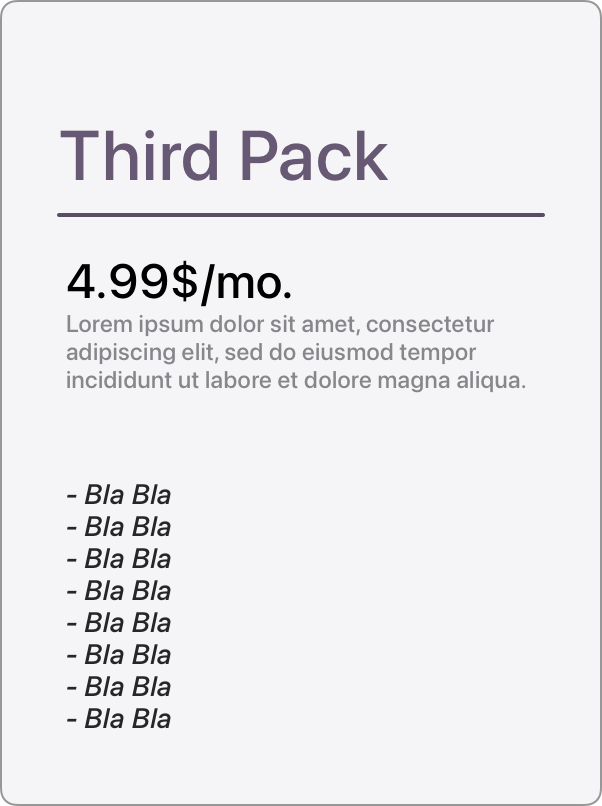 Third Pack
4.99$/mo.
Lorem ipsum dolor sit amet, consectetur
adipiscing elit, sed do eiusmod tempor
incididunt ut labore et dolore magna aliqua.
- Bla Bla
- Bla Bla
- Bla Bla
- Bla Bla
- Bla Bla
- Bla Bla
- Bla Bla
- Bla Bla